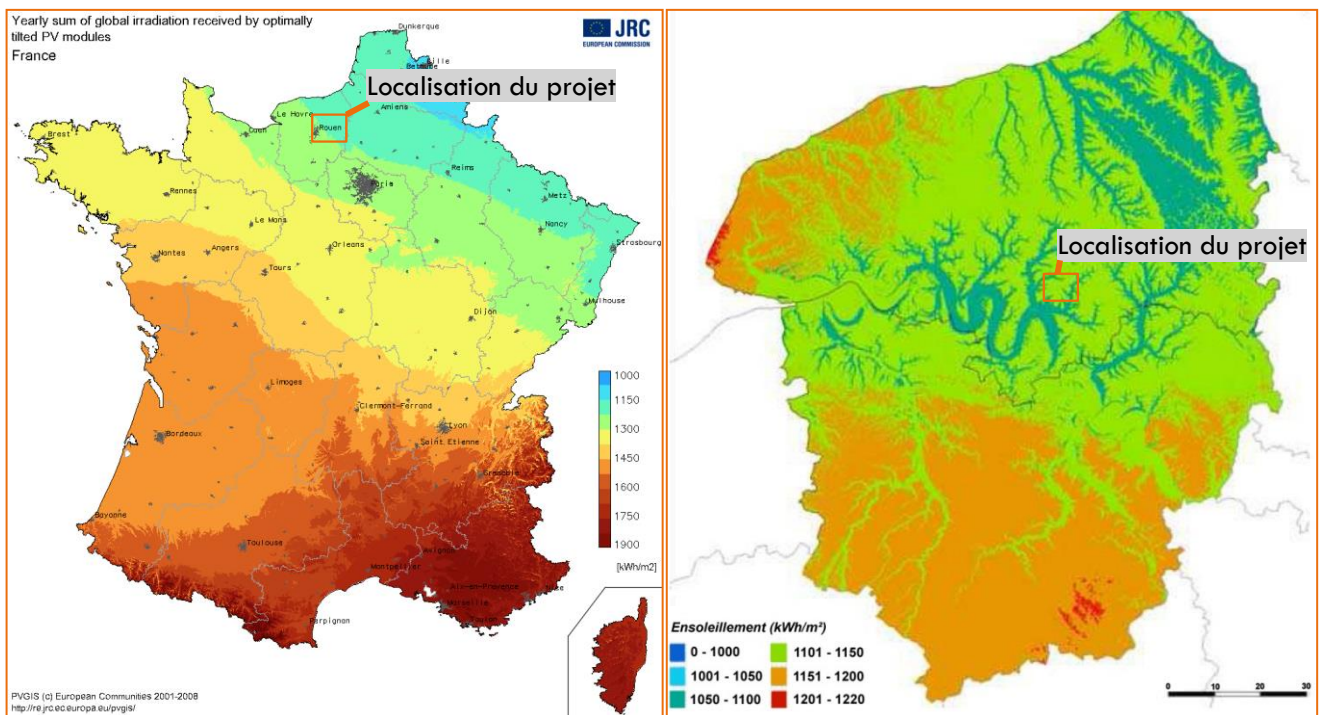 Yearly sum of global irradiation received by optimally
tilted PV modules
France
JRC
EUROPEAN COMMISSION
Dunkerque
Localisation du projet
Amiens
Le Havre
Rouen
Caen
Brest
Reims
Paris
Metz
Rennes
Nancy
Le Mans
Strasbourg
Orleans
Angers
Nantes
Tours
Mulhouse
Dijon
Limoges
Clermont-Ferrand
Lyon
Saint Etienne
Bordeaux
Grenoble
Bayonne
Toulouse
Avignon
Montpellier
Aix-en-Provence
Marseille
Toulon
Perpignan
1000
1150
1300
1450
1600
1750
1900
[kWh/m2]
PVGIS (c) European Communities 2001-2008
http://re.jrc.ec.europa.eu/pvgis/
Localisation du projet
Ensoleillement (kWh/m²)
0 - 1000
1001 - 1050
1050 - 1100
1101 - 1150
1151 - 1200
1201 - 1220
0 10 20 30